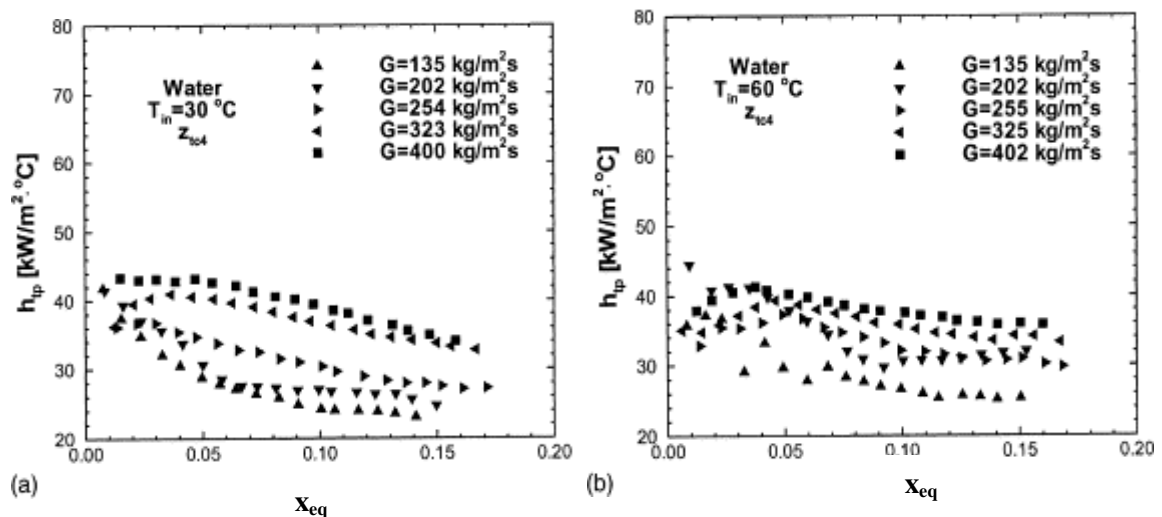 80
70
60
50
40
30
20
0.00 0.05 0.10 0.15 0.20
h_tp [kW/m²·°C]
Water
T_in=30 °C
z_tc4
G=135 kg/m²s
G=202 kg/m²s
G=254 kg/m²s
G=323 kg/m²s
G=400 kg/m²s
(a)
x_eq
80
70
60
50
40
30
20
0.00 0.05 0.10 0.15 0.20
h_tp [kW/m²·°C]
Water
T_in=60 °C
z_tc4
G=135 kg/m²s
G=202 kg/m²s
G=255 kg/m²s
G=325 kg/m²s
G=402 kg/m²s
(b)
x_eq